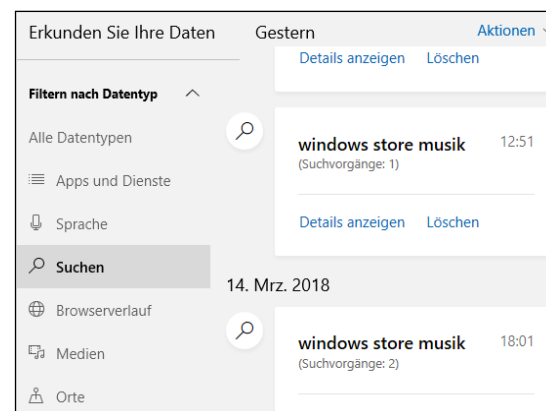 Erkunden Sie Ihre Daten
Filtern nach Datentyp
Alle Datentypen
Apps und Dienste
Sprache
Suchen
Browserverlauf
Medien
Orte
Gestern
Aktionen
Details anzeigen Löschen
windows store musik 12:51
(Suchvorgänge: 1)
Details anzeigen Löschen
14. Mrz. 2018
windows store musik 18:01
(Suchvorgänge: 2)